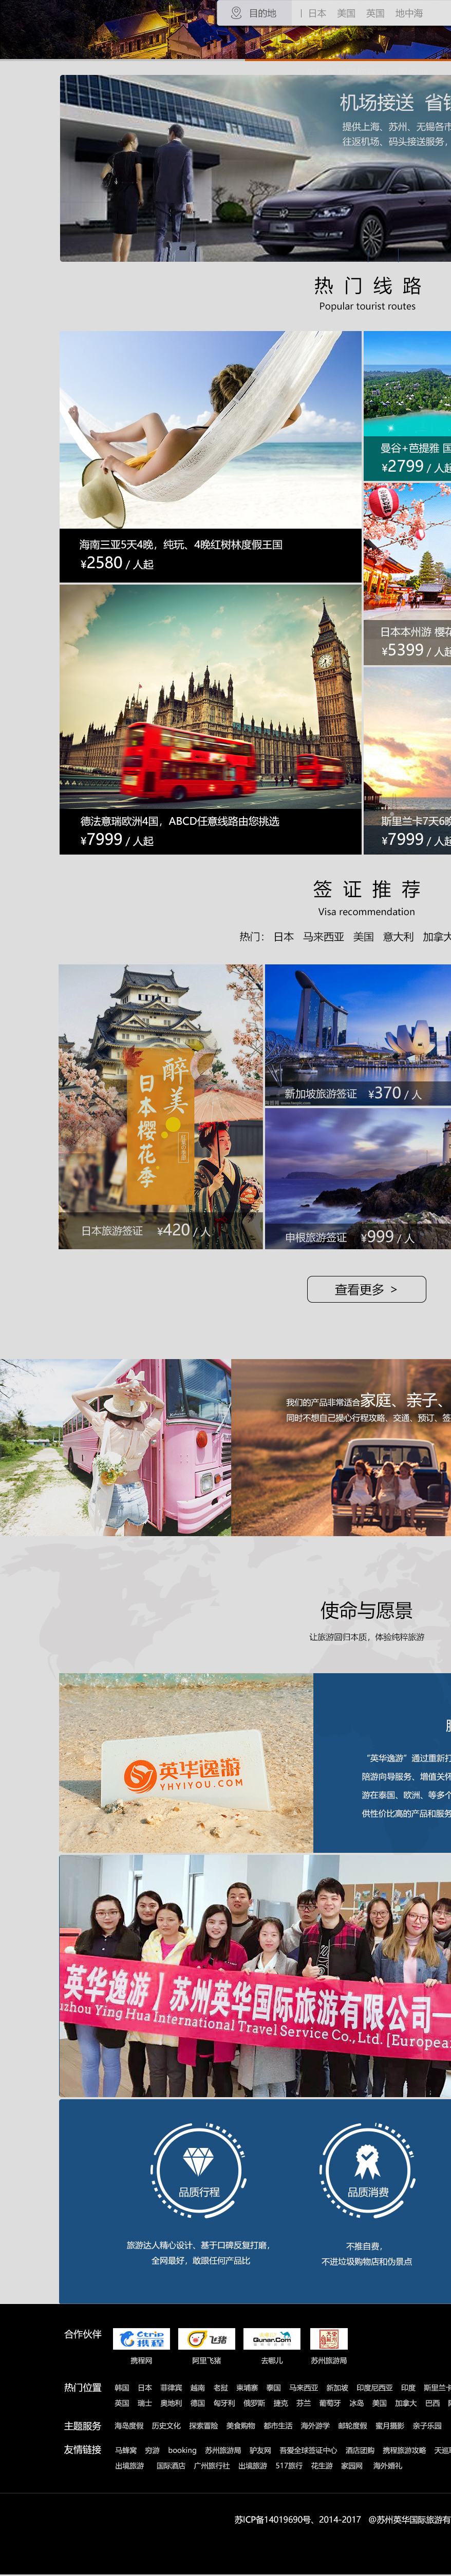 目的地 | 日本 美国 英国 地中海
机场接送 省
提供上海、苏州、无锡各市
往返机场、码头接送服务，
热门线路
Popular tourist routes
海南三亚5天4晚，纯玩、4晚红树林度假王国
¥2580 / 人起
曼谷+芭提雅
¥2799 / 人起
日本本州游 樱花
¥5399 / 人起
德法意瑞欧洲4国，ABCD任意线路由您挑选
¥7999 / 人起
斯里兰卡7天6晚
¥7999 / 人起
签证推荐
Visa recommendation
热门： 日本 马来西亚 美国 意大利 加拿大
醉美
日本樱花季
日本旅游签证 ¥420 / 人
新加坡旅游签证 ¥370 / 人
申根旅游签证 ¥999 / 人
查看更多 >
我们的产品非常适合家庭、亲子、
同时不想自己操心行程攻略、交通、预订、签
使命与愿景
让旅游回归本质，体验纯粹旅游
英华逸游
YHYIYOU.COM
“英华逸游”通过重新打
陪游向导服务、增值关怀
游在泰国、欧洲、等多个
供性价比高的产品和服务
英华逸游】苏州英华国际旅游有限公司—
zhou Ying Hua International Travel Service Co.,Ltd. [Europea
品质行程
品质消费
旅游达人精心设计、基于口碑反复打磨，
全网最好，敢跟任何产品比
不推自费，
不进垃圾购物店和伪景点
合作伙伴
Ctrip 携程
飞猪
Qunar.Com
携程网 阿里飞猪 去哪儿 苏州旅游局
热门位置 韩国 日本 菲律宾 越南 老挝 柬埔寨 泰国 马来西亚 新加坡 印度尼西亚 印度 斯里兰卡
英国 瑞士 奥地利 德国 匈牙利 俄罗斯 捷克 芬兰 葡萄牙 冰岛 美国 加拿大 巴西
主题服务 海岛度假 历史文化 探索冒险 美食购物 都市生活 海外游学 邮轮度假 蜜月摄影 亲子乐园
友情链接 马蜂窝 穷游 booking 苏州旅游局 驴友网 吾爱全球签证中心 酒店团购 携程旅游攻略 天巡
出境旅游 国际酒店 广州旅行社 出境旅游 517旅行 花生游 家园网 海外婚礼
苏ICP备14019690号、2014-2017 @苏州英华国际旅游有